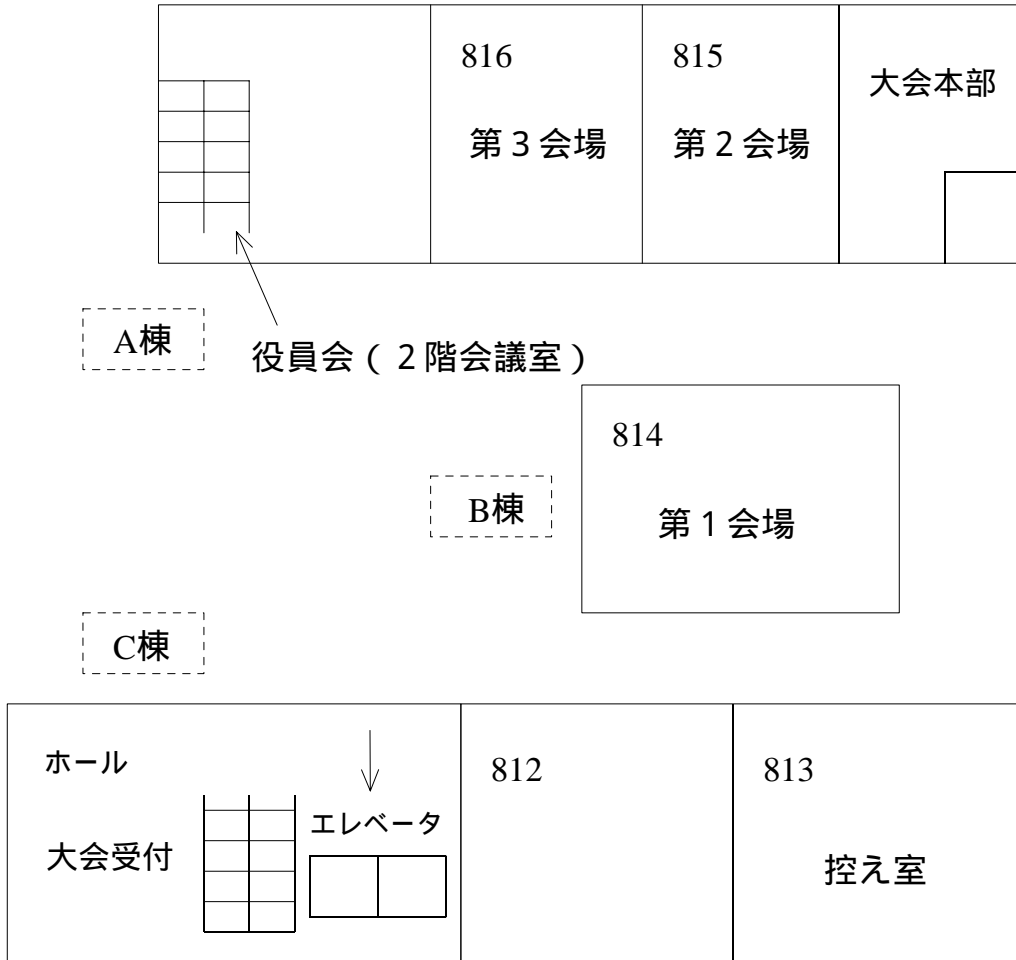 816
815
大会本部
第３会場
第２会場
A棟
役員会（２階会議室）
814
B棟
第１会場
C棟
ホール
812
813
エレベータ
大会受付
控え室